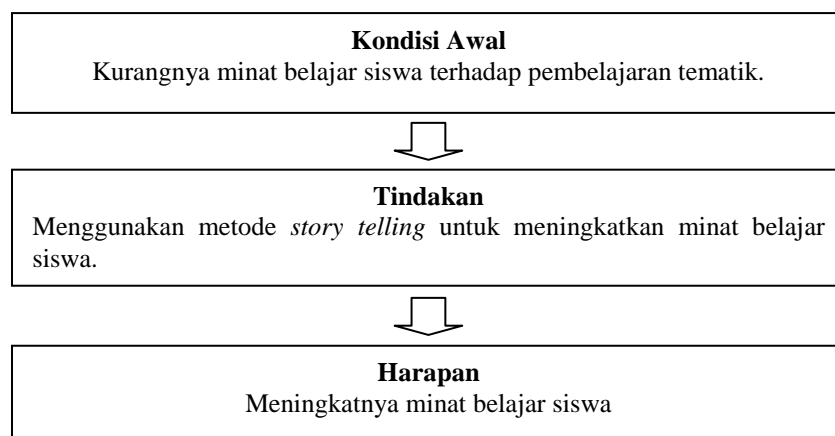 Kondisi Awal
Kurangnya minat belajar siswa terhadap pembelajaran tematik.
Tindakan
Menggunakan metode story telling untuk meningkatkan minat belajar
siswa.
Harapan
Meningkatnya minat belajar siswa